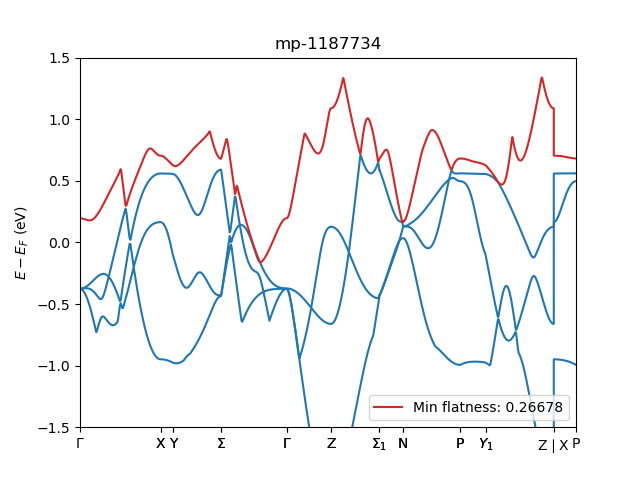 mp-1187734
E − E_F (eV)
1.5
1.0
0.5
0.0
−0.5
−1.0
−1.5
Min flatness: 0.26678
Γ X Y Σ Γ Z Σ₁ N P Y₁ Z | X P